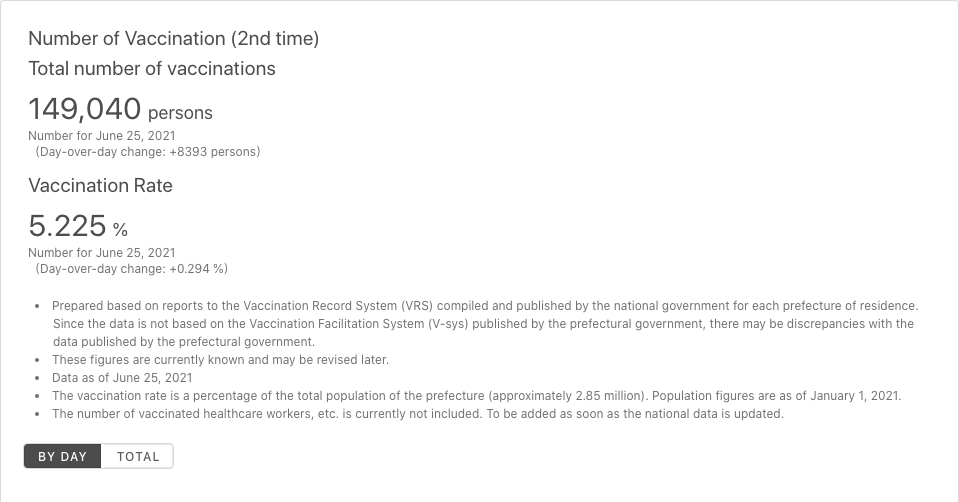 Number of Vaccination (2nd time)
Total number of vaccinations
149,040 persons
Number for June 25, 2021
(Day-over-day change: +8393 persons)
Vaccination Rate
5.225 %
Number for June 25, 2021
(Day-over-day change: +0.294 %)
• Prepared based on reports to the Vaccination Record System (VRS) compiled and published by the national government for each prefecture of residence.
Since the data is not based on the Vaccination Facilitation System (V-sys) published by the prefectural government, there may be discrepancies with the
data published by the prefectural government.
• These figures are currently known and may be revised later.
• Data as of June 25, 2021
• The vaccination rate is a percentage of the total population of the prefecture (approximately 2.85 million). Population figures are as of January 1, 2021.
• The number of vaccinated healthcare workers, etc. is currently not included. To be added as soon as the national data is updated.
BY DAY TOTAL